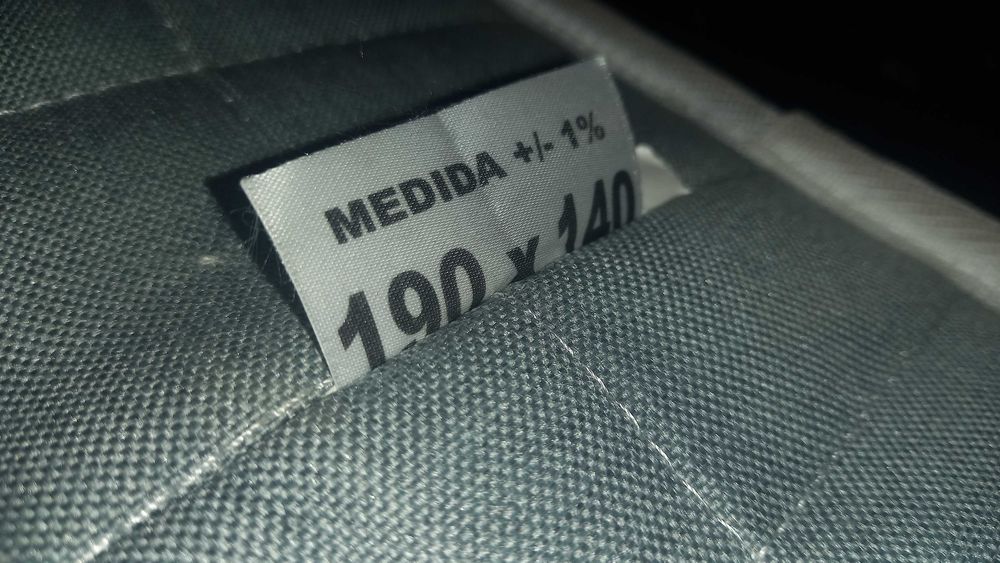 MEDIDA +/- 1%
190 x 140